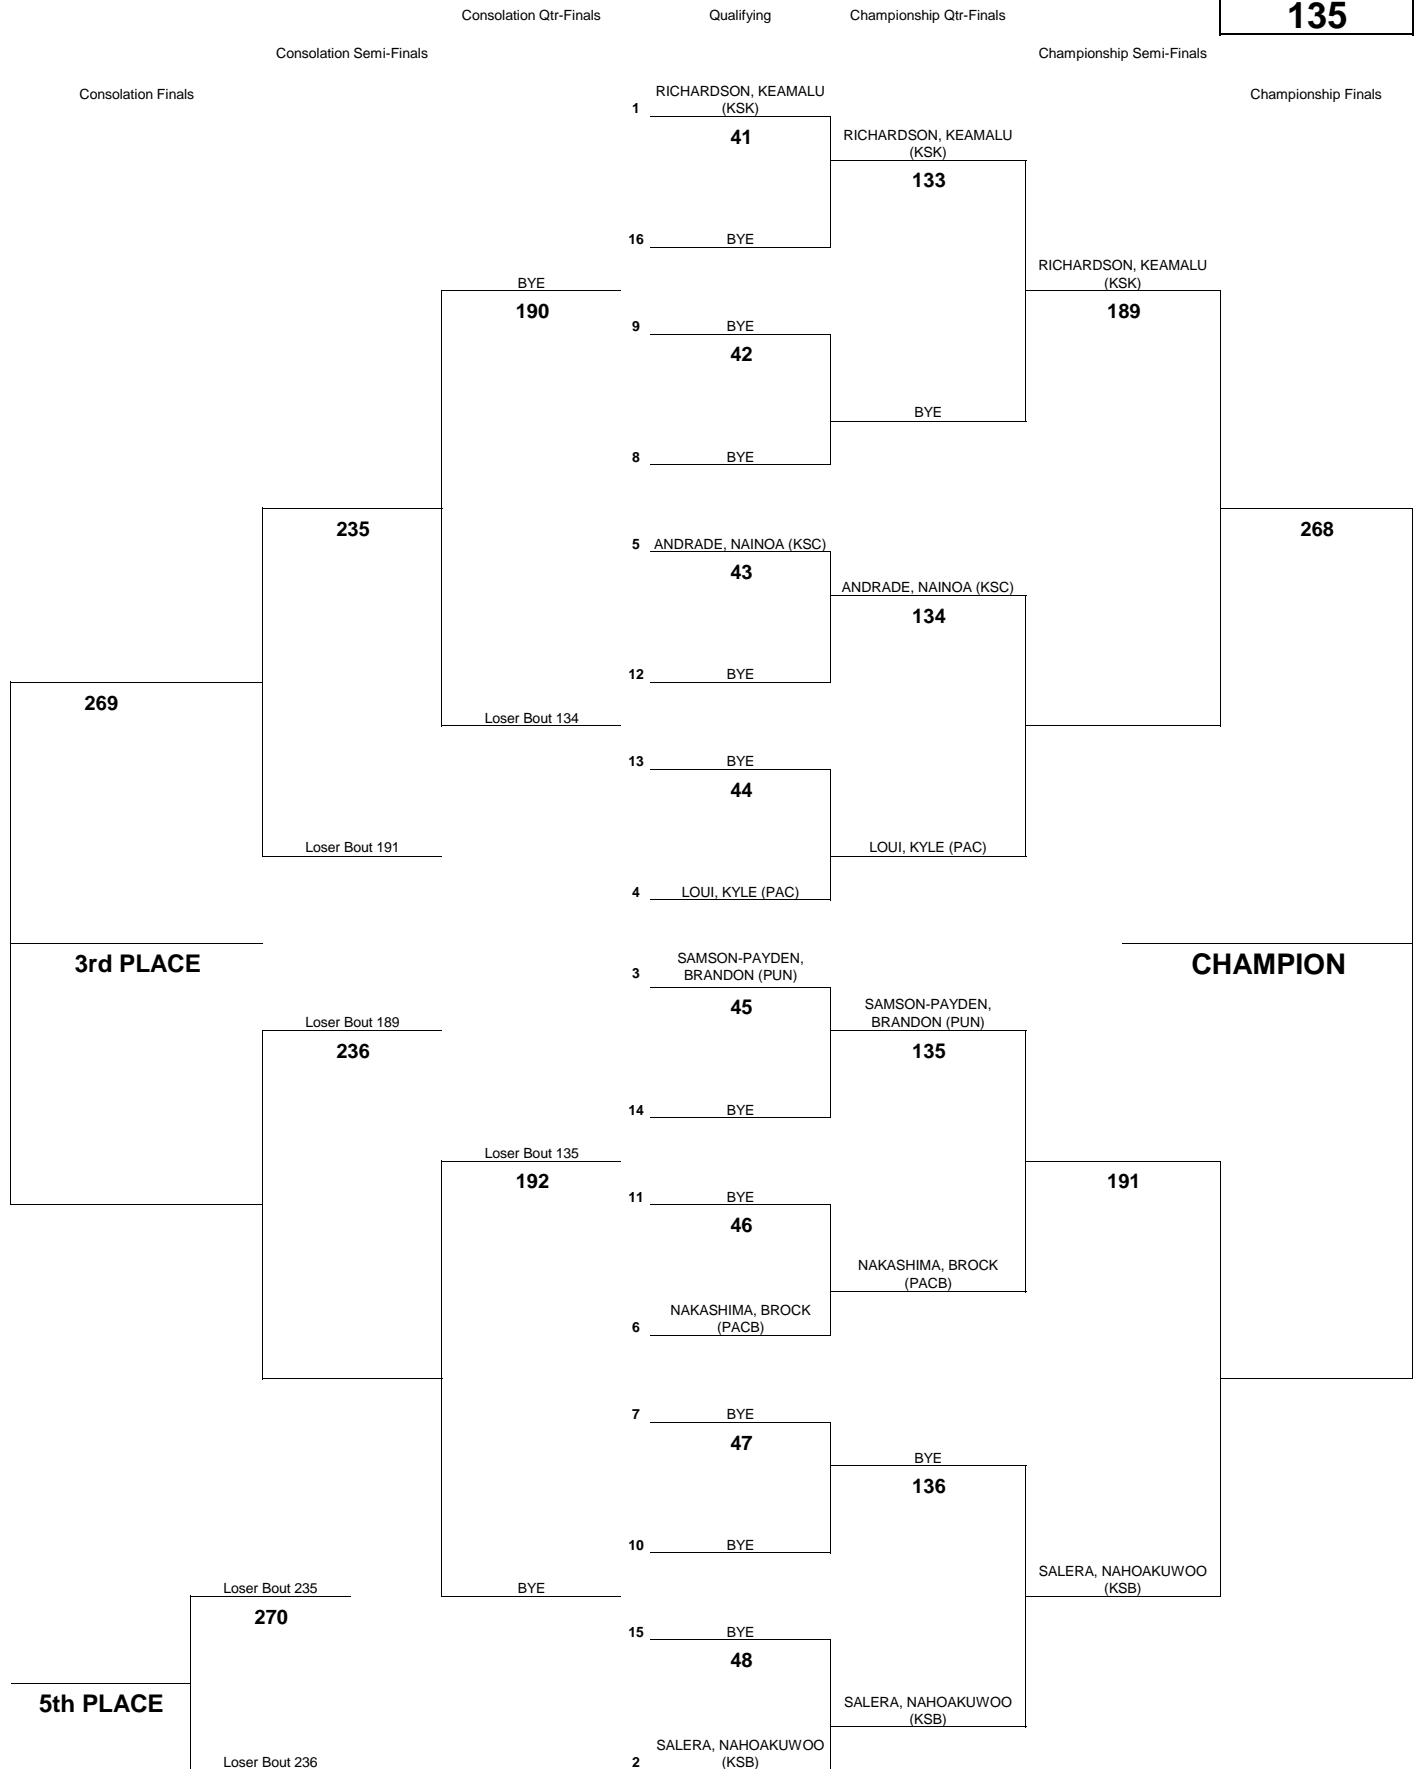 Consolation Qtr-Finals Qualifying Championship Qtr-Finals 135
Consolation Semi-Finals Championship Semi-Finals
Consolation Finals Championship Finals
RICHARDSON, KEAMALU
1 (KSK)
41
RICHARDSON, KEAMALU
(KSK)
133
16 BYE
RICHARDSON, KEAMALU
(KSK)
BYE
190
189
9 BYE
42
BYE
8 BYE
235
268
5 ANDRADE, NAINOA (KSC)
43
ANDRADE, NAINOA (KSC)
134
12 BYE
269
Loser Bout 134
13 BYE
44
Loser Bout 191
LOUI, KYLE (PAC)
4 LOUI, KYLE (PAC)
3rd PLACE
CHAMPION
SAMSON-PAYDEN,
3 BRANDON (PUN)
45
SAMSON-PAYDEN,
BRANDON (PUN)
Loser Bout 189
236
135
14 BYE
Loser Bout 135
192
191
11 BYE
46
NAKASHIMA, BROCK
(PACB)
NAKASHIMA, BROCK
6 (PACB)
7 BYE
47
BYE
136
10 BYE
SALERA, NAHOAKUWOO
(KSB)
Loser Bout 235
BYE
270
15 BYE
48
5th PLACE
SALERA, NAHOAKUWOO
(KSB)
SALERA, NAHOAKUWOO
Loser Bout 236
2 (KSB)